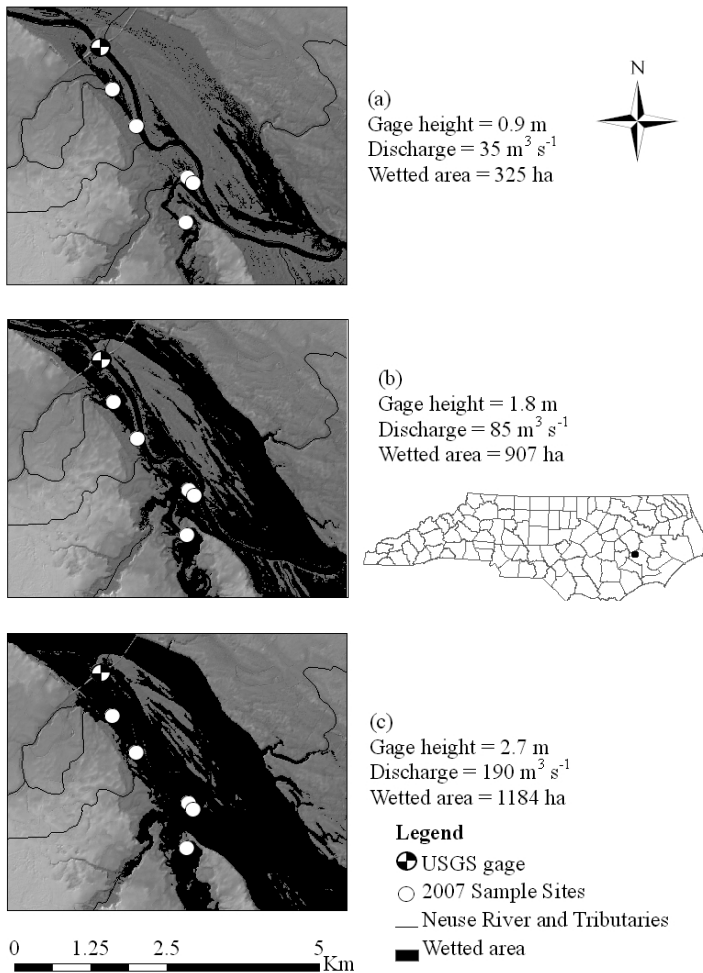 N
(a)
Gage height = 0.9 m
Discharge = 35 m³ s⁻¹
Wetted area = 325 ha
(b)
Gage height = 1.8 m
Discharge = 85 m³ s⁻¹
Wetted area = 907 ha
(c)
Gage height = 2.7 m
Discharge = 190 m³ s⁻¹
Wetted area = 1184 ha
Legend
USGS gage
2007 Sample Sites
Neuse River and Tributaries
Wetted area
0 1.25 2.5 5
Km